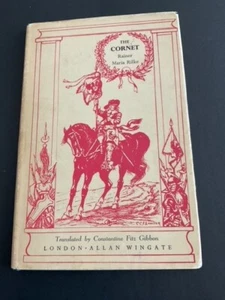 THE
CORNET
Rainer
Maria Rilke
Translated by Constantine Fitz Gibbon
LONDON-ALLAN WINGATE